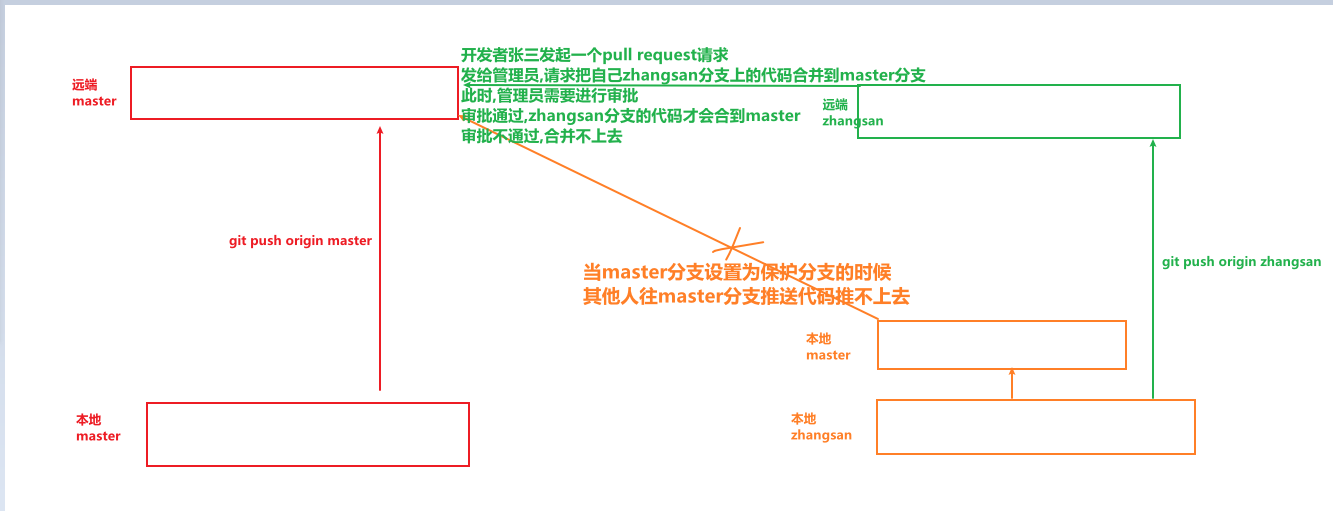 开发者张三发起一个pull request请求
发给管理员,请求把自己zhangsan分支上的代码合并到master分支
此时,管理员需要进行审批
审批通过,zhangsan分支的代码才会合到master
审批不通过,合并不上去
远端
master
远端
zhangsan
git push origin master
git push origin zhangsan
当master分支设置为保护分支的时候
其他人往master分支推送代码推不上去
本地
master
本地
master
本地
zhangsan